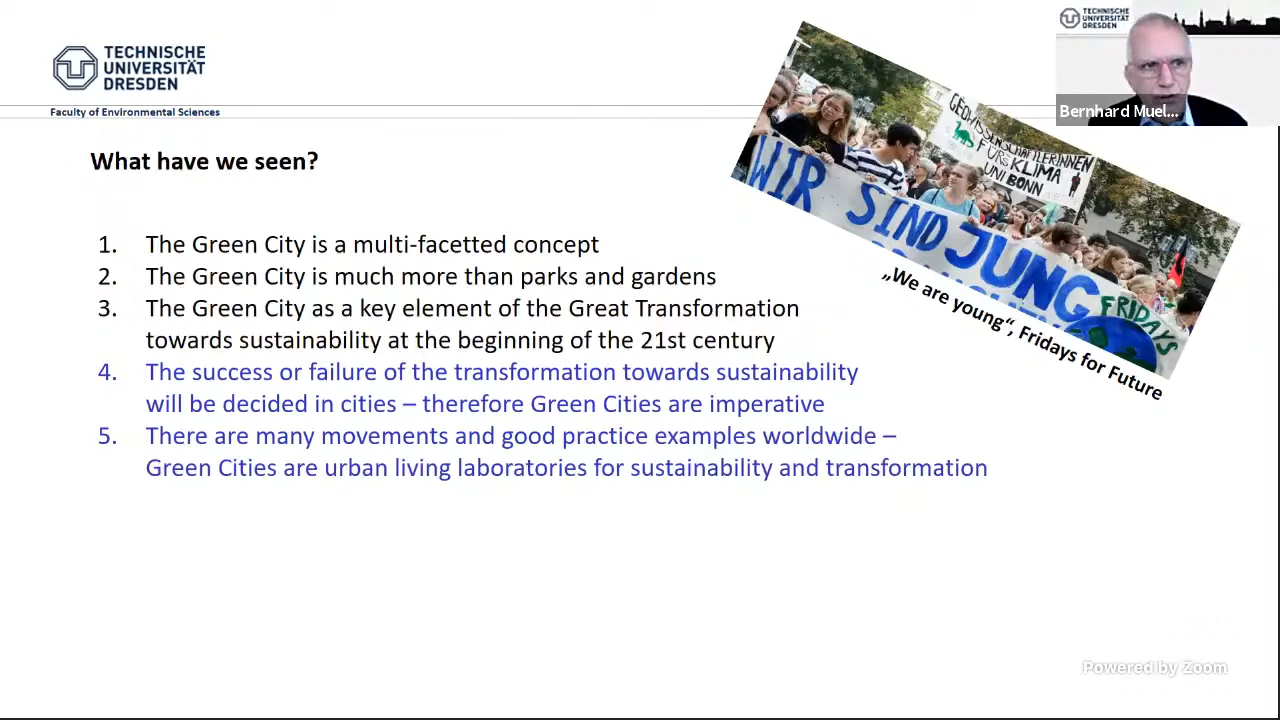 TECHNISCHE
UNIVERSITÄT
DRESDEN
Faculty of Environmental Sciences
TECHNISCHE
UNIVERSITÄT
DRESDEN
Bernhard Muel...
What have we seen?
GEOWISSENSCHAFTLERINNEN
FÜRS KLIMA
UNI BONN
WIR SIND JUNG
FRIDAYS
„We are young“, Fridays for Future
1. The Green City is a multi-facetted concept
2. The Green City is much more than parks and gardens
3. The Green City as a key element of the Great Transformation
towards sustainability at the beginning of the 21st century
4. The success or failure of the transformation towards sustainability
will be decided in cities – therefore Green Cities are imperative
5. There are many movements and good practice examples worldwide –
Green Cities are urban living laboratories for sustainability and transformation
Powered by Zoom